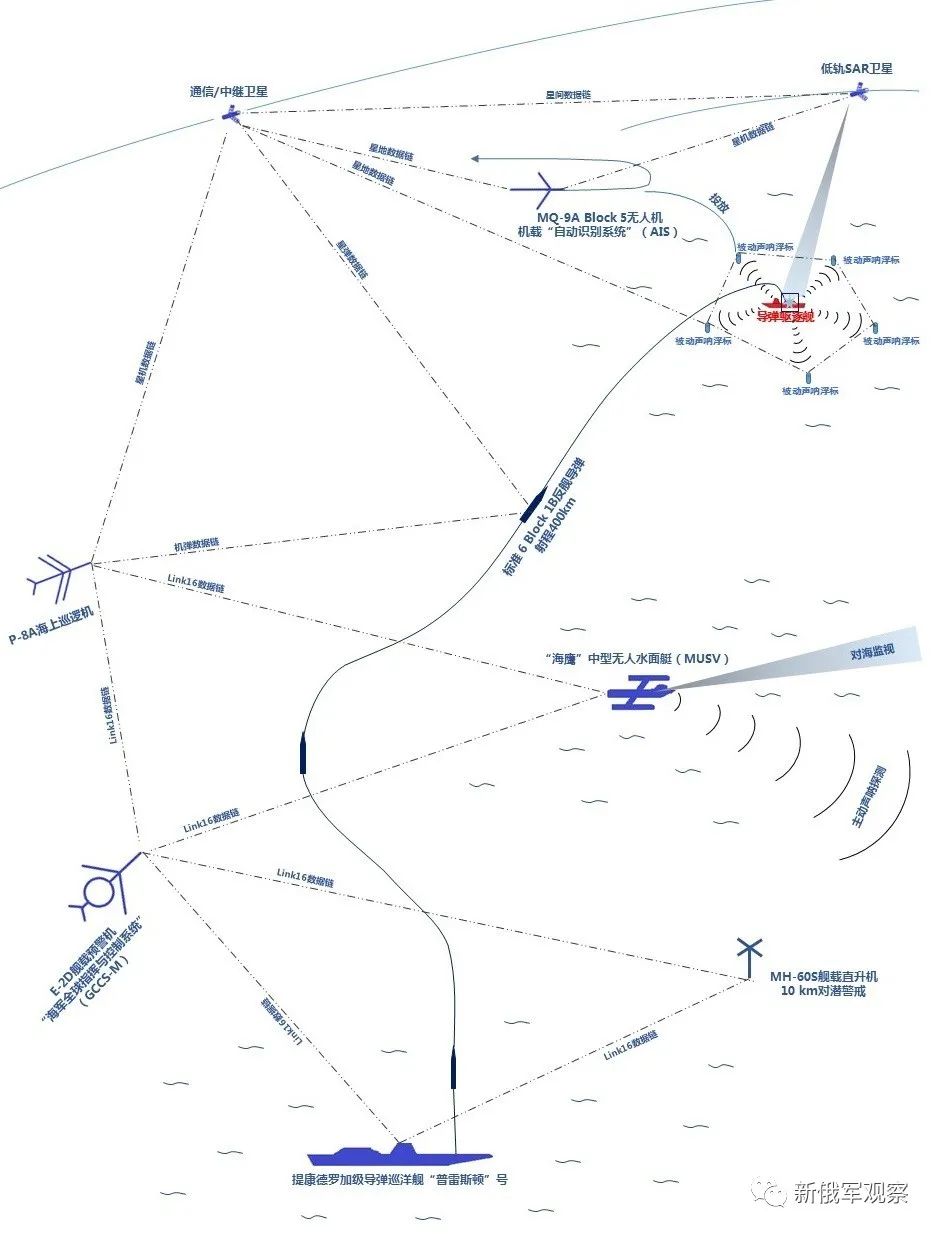 低轨SAR卫星
通信/中继卫星
星间数据链
星机数据链
星地数据链
星地数据链
投放
MQ-9A Block 5无人机
机载“自动识别系统”（AIS）
被动声呐浮标
被动声呐浮标
星弹数据链
导弹驱逐舰
被动声呐浮标
被动声呐浮标
星机数据链
被动声呐浮标
标准 6 Block 1B反舰导弹
射程400km
机弹数据链
Link16数据链
P-8A海上巡逻机
“海鹰”中型无人水面艇（MUSV）
对海监视
Link16数据链
主动声呐探测
Link16数据链
Link16数据链
E-2D舰载预警机
“海军全球指挥与控制系统”
（GCCS-M）
MH-60S舰载直升机
10 km对潜警戒
Link16数据链
Link16数据链
提康德罗加级导弹巡洋舰“普雷斯顿”号
新俄军观察